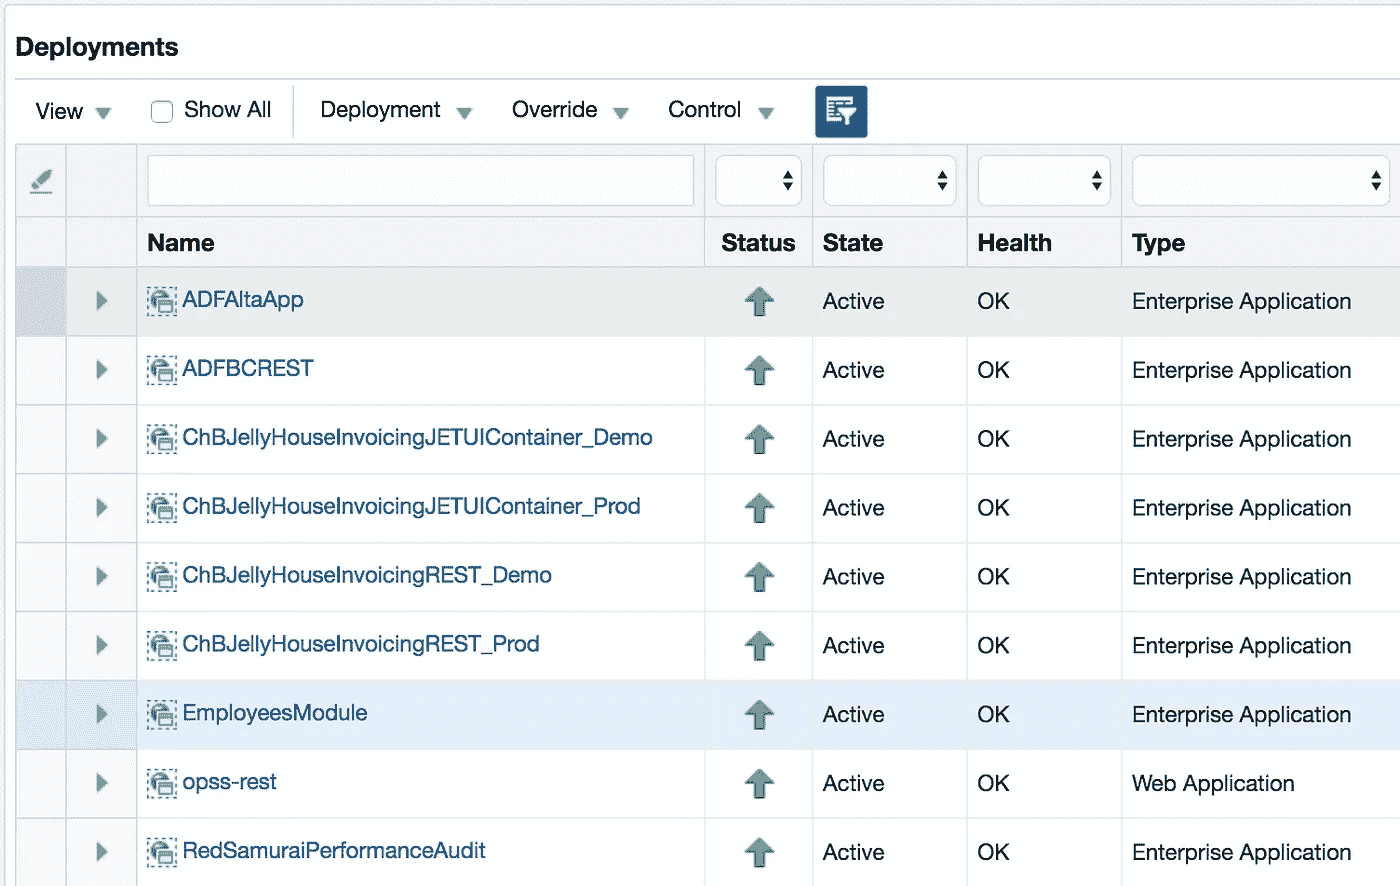 Deployments
View Show All Deployment Override Control
Name Status State Health Type
ADFAltaApp Active OK Enterprise Application
ADFBCREST Active OK Enterprise Application
ChBJellyHouseInvoicingJETUIContainer_Demo Active OK Enterprise Application
ChBJellyHouseInvoicingJETUIContainer_Prod Active OK Enterprise Application
ChBJellyHouseInvoicingREST_Demo Active OK Enterprise Application
ChBJellyHouseInvoicingREST_Prod Active OK Enterprise Application
EmployeesModule Active OK Enterprise Application
opss-rest Active OK Web Application
RedSamuraiPerformanceAudit Active OK Enterprise Application